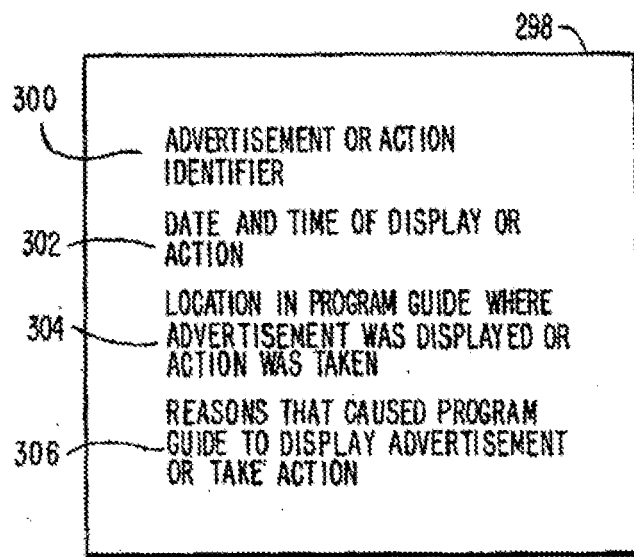 298
300
ADVERTISEMENT OR ACTION
IDENTIFIER
302
DATE AND TIME OF DISPLAY OR
ACTION
304
LOCATION IN PROGRAM GUIDE WHERE
ADVERTISEMENT WAS DISPLAYED OR
ACTION WAS TAKEN
306
REASONS THAT CAUSED PROGRAM
GUIDE TO DISPLAY ADVERTISEMENT
OR TAKE ACTION